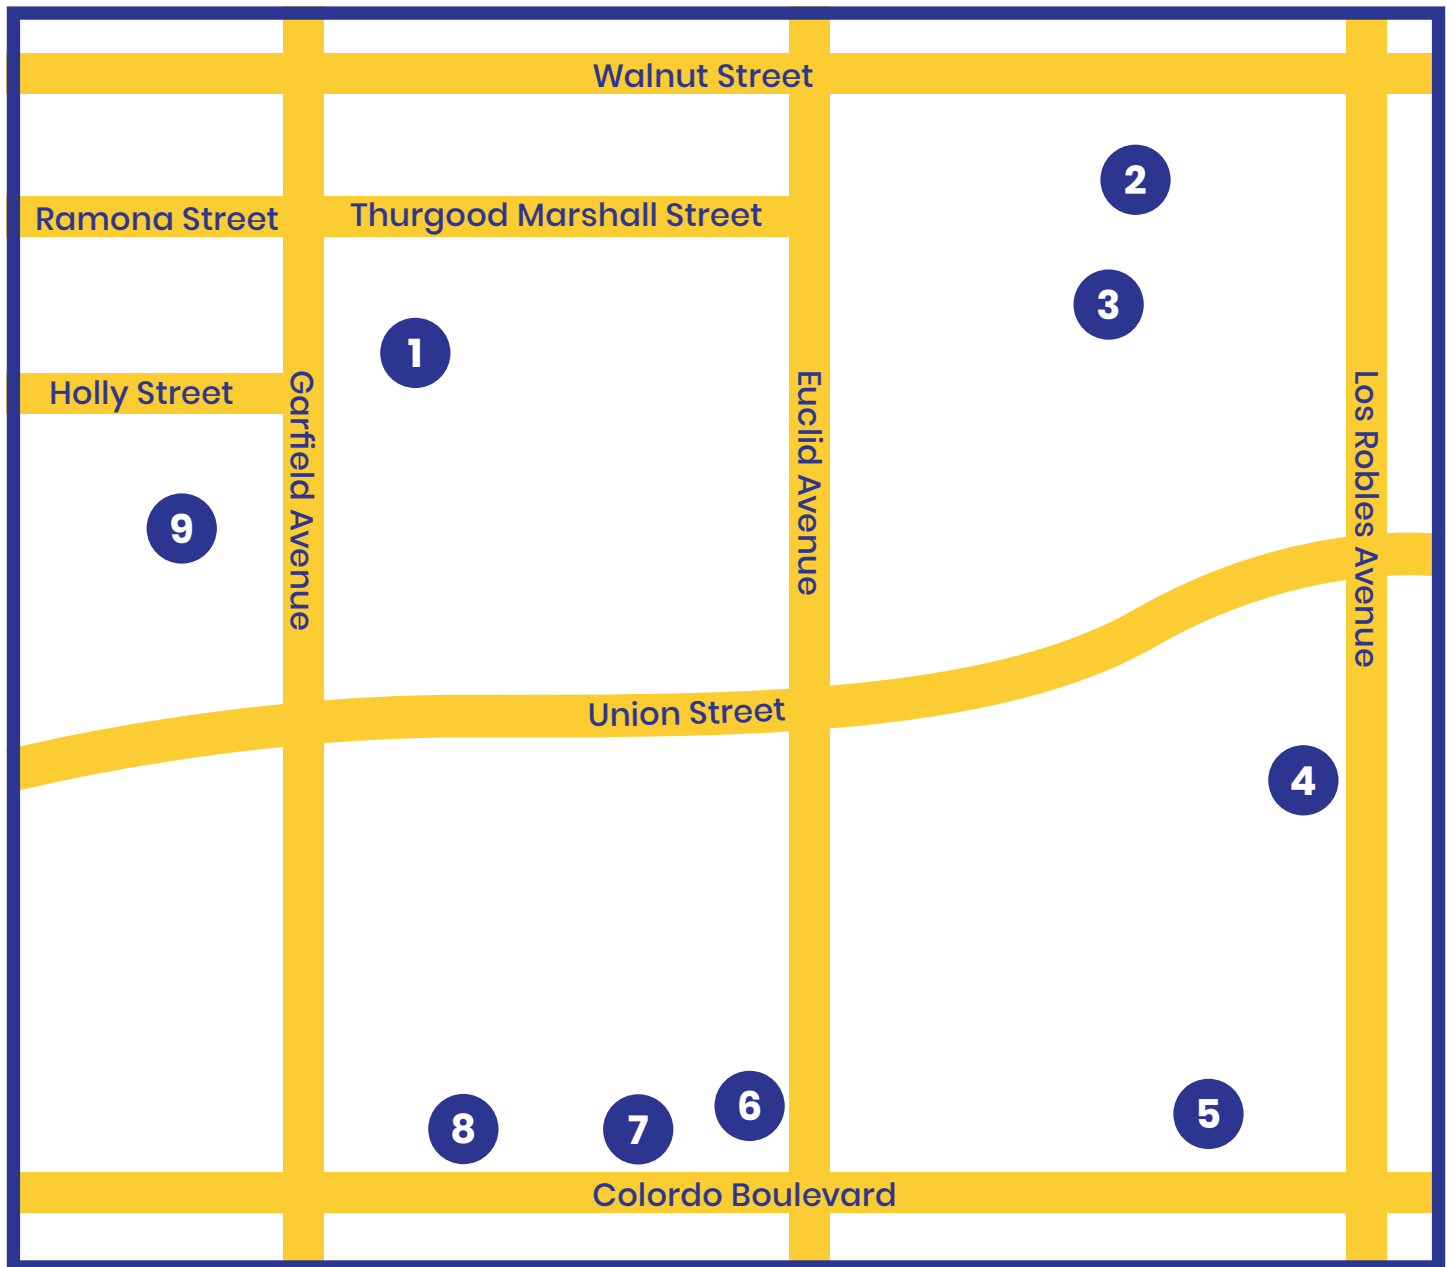 Walnut Street
2
Ramona Street
Thurgood Marshall Street
3
1
Holly Street
Garfield Avenue
Euclid Avenue
Los Robles Avenue
9
Union Street
4
6
5
8
7
Colordo Boulevard